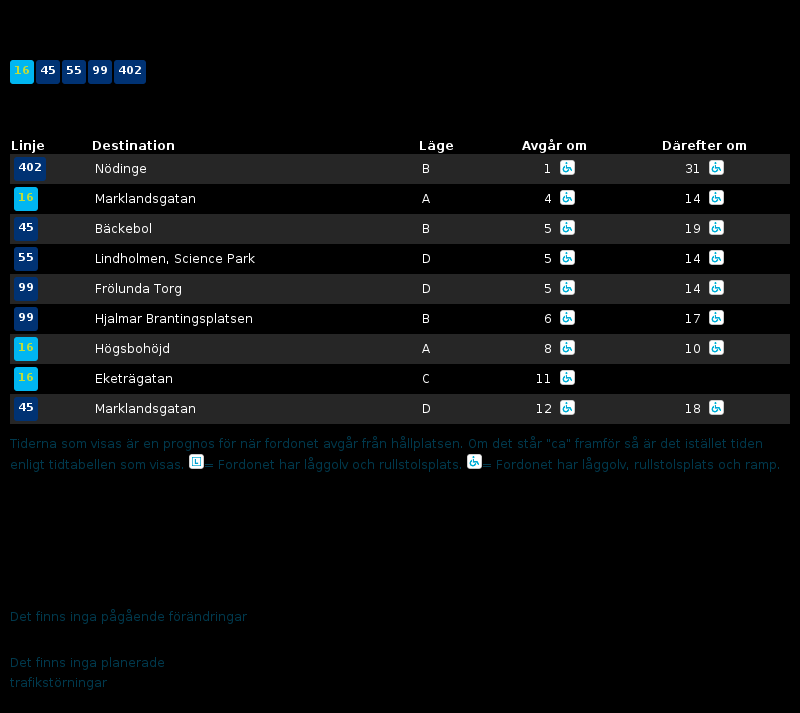 16 45 55 99 402
Linje Destination Läge Avgår om Därefter om
402 Nödinge B 1 31
16 Marklandsgatan A 4 14
45 Bäckebol B 5 19
55 Lindholmen, Science Park D 5 14
99 Frölunda Torg D 5 14
99 Hjalmar Brantingsplatsen B 6 17
16 Högsbohöjd A 8 10
16 Eketrägatan C 11
45 Marklandsgatan D 12 18
Tiderna som visas är en prognos för när fordonet avgår från hållplatsen. Om det står "ca" framför så är det istället tiden
enligt tidtabellen som visas. L = Fordonet har låggolv och rullstolsplats. = Fordonet har låggolv, rullstolsplats och ramp.
Det finns inga pågående förändringar
Det finns inga planerade
trafikstörningar